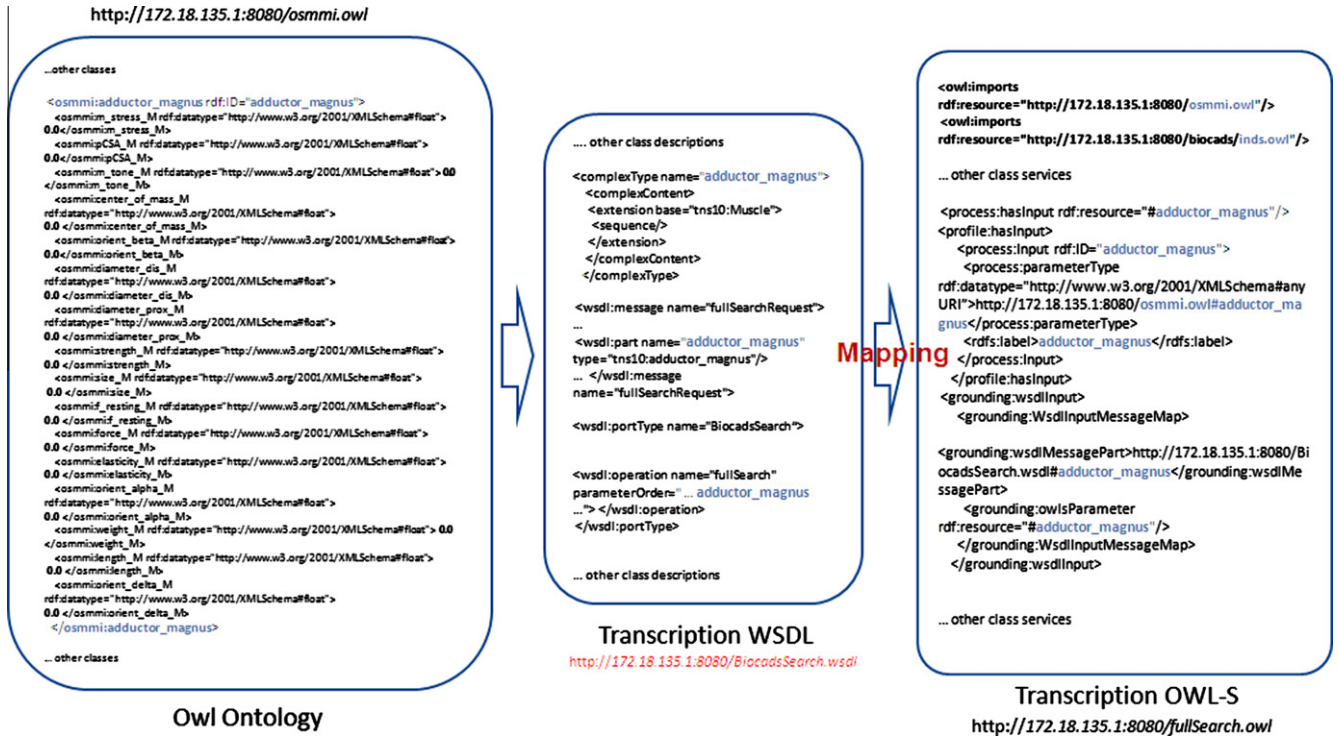 http://172.18.135.1:8080/osmmi.owl
...other classes
<osmmi:adductor_magnus rdf:ID="adductor_magnus">
<osmmi:m_stress_M rdf:datatype="http://www.w3.org/2001/XMLSchema#float">
0.0</osmmi:m_stress_M>
<osmmi:pCSA_M rdf:datatype="http://www.w3.org/2001/XMLSchema#float">
0.0</osmmi:pCSA_M>
<osmmi:m_tone_M rdf:datatype="http://www.w3.org/2001/XMLSchema#float"> 0.0
</osmmi:m_tone_M>
<osmmi:center_of_mass_M
rdf:datatype="http://www.w3.org/2001/XMLSchema#float">
0.0 </osmmi:center_of_mass_M>
<osmmi:orient_beta_M rdf:datatype="http://www.w3.org/2001/XMLSchema#float">
0.0</osmmi:orient_beta_M>
<osmmi:diameter_dis_M
rdf:datatype="http://www.w3.org/2001/XMLSchema#float">
0.0 </osmmi:diameter_dis_M>
<osmmi:diameter_prox_M
rdf:datatype="http://www.w3.org/2001/XMLSchema#float">
0.0 </osmmi:diameter_prox_M>
<osmmi:strength_M rdf:datatype="http://www.w3.org/2001/XMLSchema#float">
0.0</osmmi:strength_M>
<osmmi:size_M rdf:datatype="http://www.w3.org/2001/XMLSchema#float">
0.0 </osmmi:size_M>
<osmmi:f_resting_M rdf:datatype="http://www.w3.org/2001/XMLSchema#float">
0.0 </osmmi:f_resting_M>
<osmmi:force_M rdf:datatype="http://www.w3.org/2001/XMLSchema#float">
0.0</osmmi:force_M>
<osmmi:elasticity_M rdf:datatype="http://www.w3.org/2001/XMLSchema#float">
0.0 </osmmi:elasticity_M>
<osmmi:orient_alpha_M
rdf:datatype="http://www.w3.org/2001/XMLSchema#float">
0.0 </osmmi:orient_alpha_M>
<osmmi:weight_M rdf:datatype="http://www.w3.org/2001/XMLSchema#float"> 0.0
</osmmi:weight_M>
<osmmi:length_M rdf:datatype="http://www.w3.org/2001/XMLSchema#float">
0.0 </osmmi:length_M>
<osmmi:orient_delta_M
rdf:datatype="http://www.w3.org/2001/XMLSchema#float">
0.0 </osmmi:orient_delta_M>
</osmmi:adductor_magnus>
... other classes
Owl Ontology
.... other class descriptions
<complexType name="adductor_magnus">
<complexContent>
<extension base="tns10:Muscle">
<sequence/>
</extension>
</complexContent>
</complexType>
<wsdl:message name="fullSearchRequest">
...
<wsdl:part name="adductor_magnus"
type="tns10:adductor_magnus"/>
... </wsdl:message
name="fullSearchRequest">
<wsdl:portType name="BiocadsSearch">
<wsdl:operation name="fullSearch"
parameterOrder=" ... adductor_magnus
..."> </wsdl:operation>
</wsdl:portType>
... other class descriptions
Transcription WSDL
http://172.18.135.1:8080/BiocadsSearch.wsdl
Mapping
<owl:imports
rdf:resource="http://172.18.135.1:8080/osmmi.owl"/>
<owl:imports
rdf:resource="http://172.18.135.1:8080/biocads/inds.owl"/>
... other class services
<process:hasInput rdf:resource="#adductor_magnus"/>
<profile:hasInput>
<process:Input rdf:ID="adductor_magnus">
<process:parameterType
rdf:datatype="http://www.w3.org/2001/XMLSchema#any
URI">http://172.18.135.1:8080/osmmi.owl#adductor_ma
gnus</process:parameterType>
<rdfs:label>adductor_magnus</rdfs:label>
</process:Input>
</profile:hasInput>
<grounding:wsdlInput>
<grounding:WsdlInputMessageMap>
<grounding:wsdlMessagePart>http://172.18.135.1:8080/Bi
ocadsSearch.wsdl#adductor_magnus</grounding:wsdlMe
ssagePart>
<grounding:owlsParameter
rdf:resource="#adductor_magnus"/>
</grounding:WsdlInputMessageMap>
</grounding:wsdlInput>
... other class services
Transcription OWL-S
http://172.18.135.1:8080/fullSearch.owl